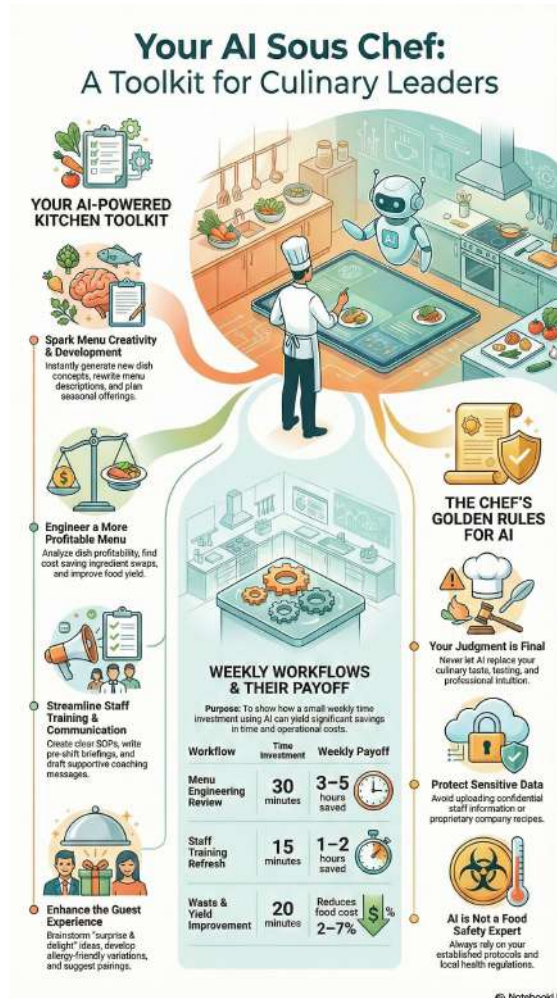 Your AI Sous Chef:
A Toolkit for Culinary Leaders
YOUR AI-POWERED
KITCHEN TOOLKIT
Spark Menu Creativity
& Development
Instantly generate new dish
concepts, rewrite menu
descriptions, and plan
seasonal offerings.
Engineer a More
Profitable Menu
Analyze dish profitability, find
cost saving ingredient swaps,
and improve food yield.
Streamline Staff
Training &
Communication
Create clear SOPs, write
pre-shift briefings, and
draft supportive coaching
messages.
Enhance the Guest
Experience
Brainstorm "surprise &
delight" ideas, develop
allergy-friendly variations,
and suggest pairings.
AI
WEEKLY WORKFLOWS
& THEIR PAYOFF
Purpose: To show how a small weekly time
investment using AI can yield significant savings
in time and operational costs.
Workflow Time Investment Weekly Payoff
Menu Engineering Review 30 minutes 3–5 hours saved
Staff Training Refresh 15 minutes 1–2 hours saved
Waste & Yield Improvement 20 minutes Reduces food cost 2–7% $ %
THE CHEF'S
GOLDEN RULES
FOR AI
Your Judgment is Final
Never let AI replace your
culinary taste, testing, and
professional intuition.
Protect Sensitive Data
Avoid uploading confidential
staff information or
proprietary company recipes.
AI is Not a Food
Safety Expert
Always rely on your
established protocols and
local health regulations.